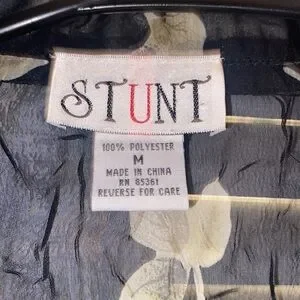 STUNT
100% POLYESTER
M
MADE IN CHINA
RN 85361
REVERSE FOR CARE